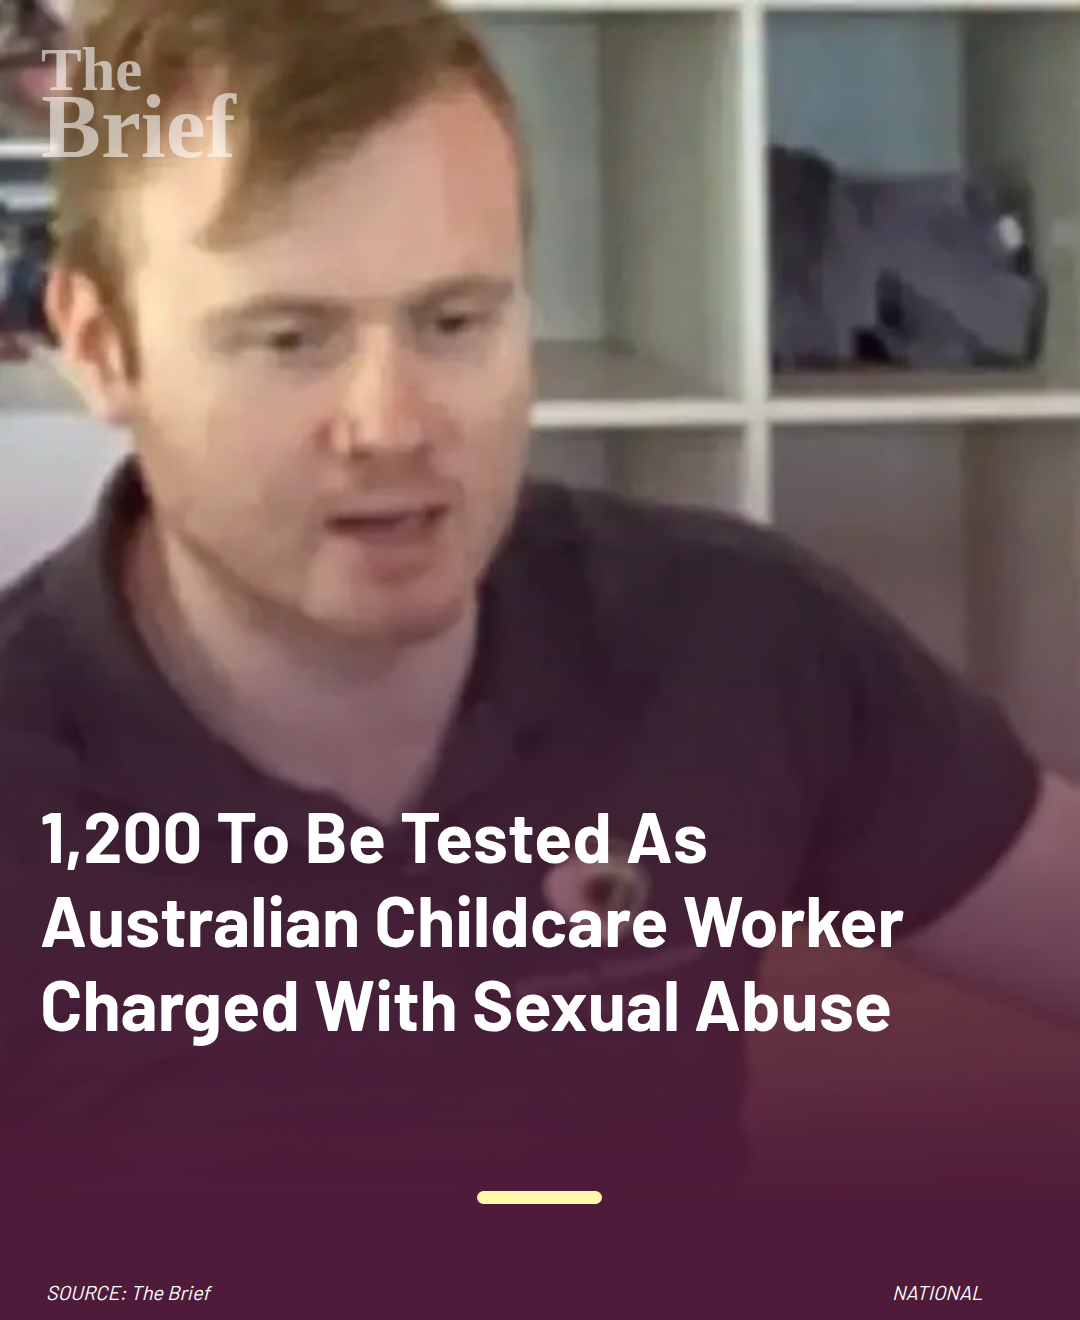 The
Brief
1,200 To Be Tested As
Australian Childcare Worker
Charged With Sexual Abuse
SOURCE: The Brief
NATIONAL